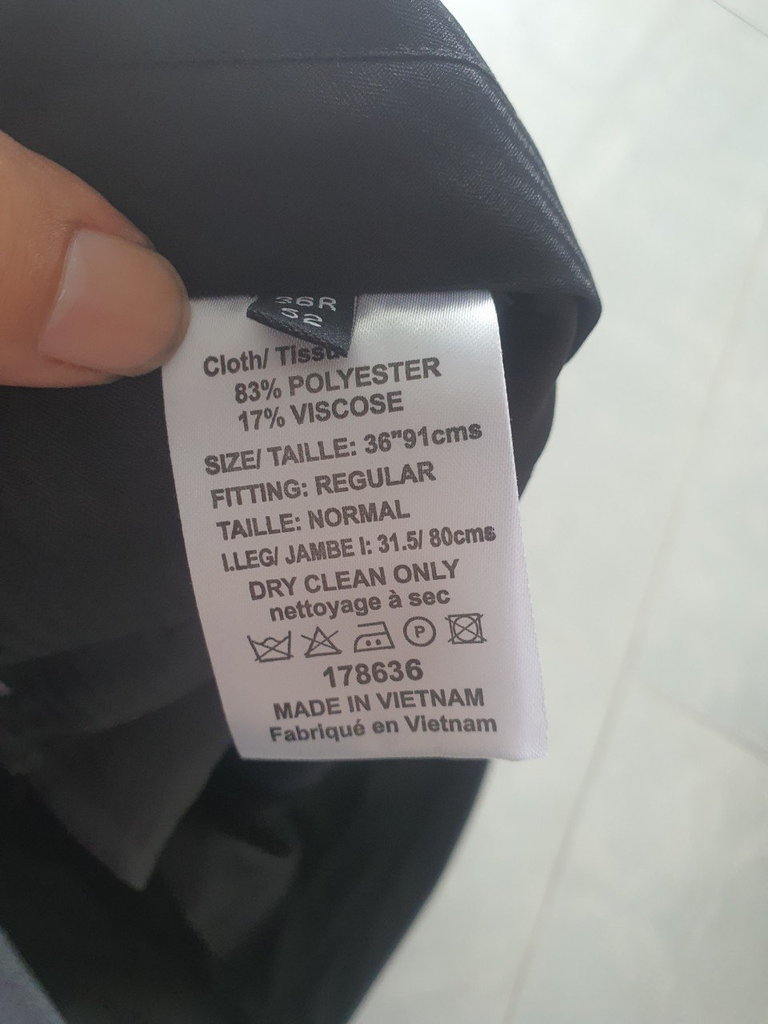 36R
52
Cloth/ Tissu
83% POLYESTER
17% VISCOSE
SIZE/ TAILLE: 36"91cms
FITTING: REGULAR
TAILLE: NORMAL
I.LEG/ JAMBE I: 31.5/ 80cms
DRY CLEAN ONLY
nettoyage à sec
P
178636
MADE IN VIETNAM
Fabriqué en Vietnam